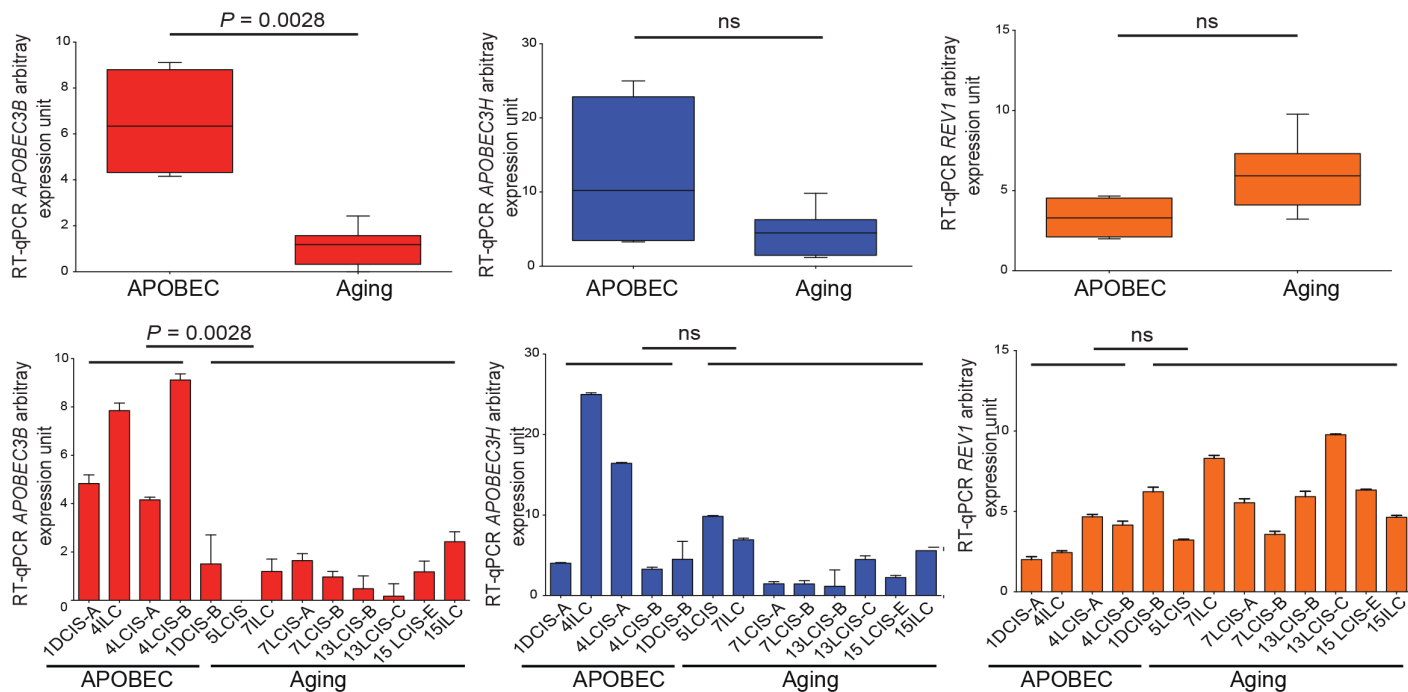 P = 0.0028
RT-qPCR APOBEC3B arbitray
expression unit
10
8
6
4
2
0
APOBEC
Aging
ns
RT-qPCR APOBEC3H arbitray
expression unit
30
20
10
0
APOBEC
Aging
ns
RT-qPCR REV1 arbitray
expression unit
15
10
5
0
APOBEC
Aging
P = 0.0028
RT-qPCR APOBEC3B arbitray
expression unit
10
8
6
4
2
0
1DCIS-A
4ILC
4LCIS-A
4LCIS-B
1DCIS-B
5LCIS
7ILC
7LCIS-A
7LCIS-B
13LCIS-B
13LCIS-C
15 LCIS-E
15ILC
APOBEC
Aging
ns
RT-qPCR APOBEC3H arbitray
expression unit
30
20
10
0
1DCIS-A
4ILC
4LCIS-A
4LCIS-B
1DCIS-B
5LCIS
7ILC
7LCIS-A
7LCIS-B
13LCIS-B
13LCIS-C
15 LCIS-E
15ILC
APOBEC
Aging
ns
RT-qPCR REV1 arbitray
expression unit
15
10
5
0
1DCIS-A
4ILC
4LCIS-A
4LCIS-B
1DCIS-B
5LCIS
7ILC
7LCIS-A
7LCIS-B
13LCIS-B
13LCIS-C
15 LCIS-E
15ILC
APOBEC
Aging